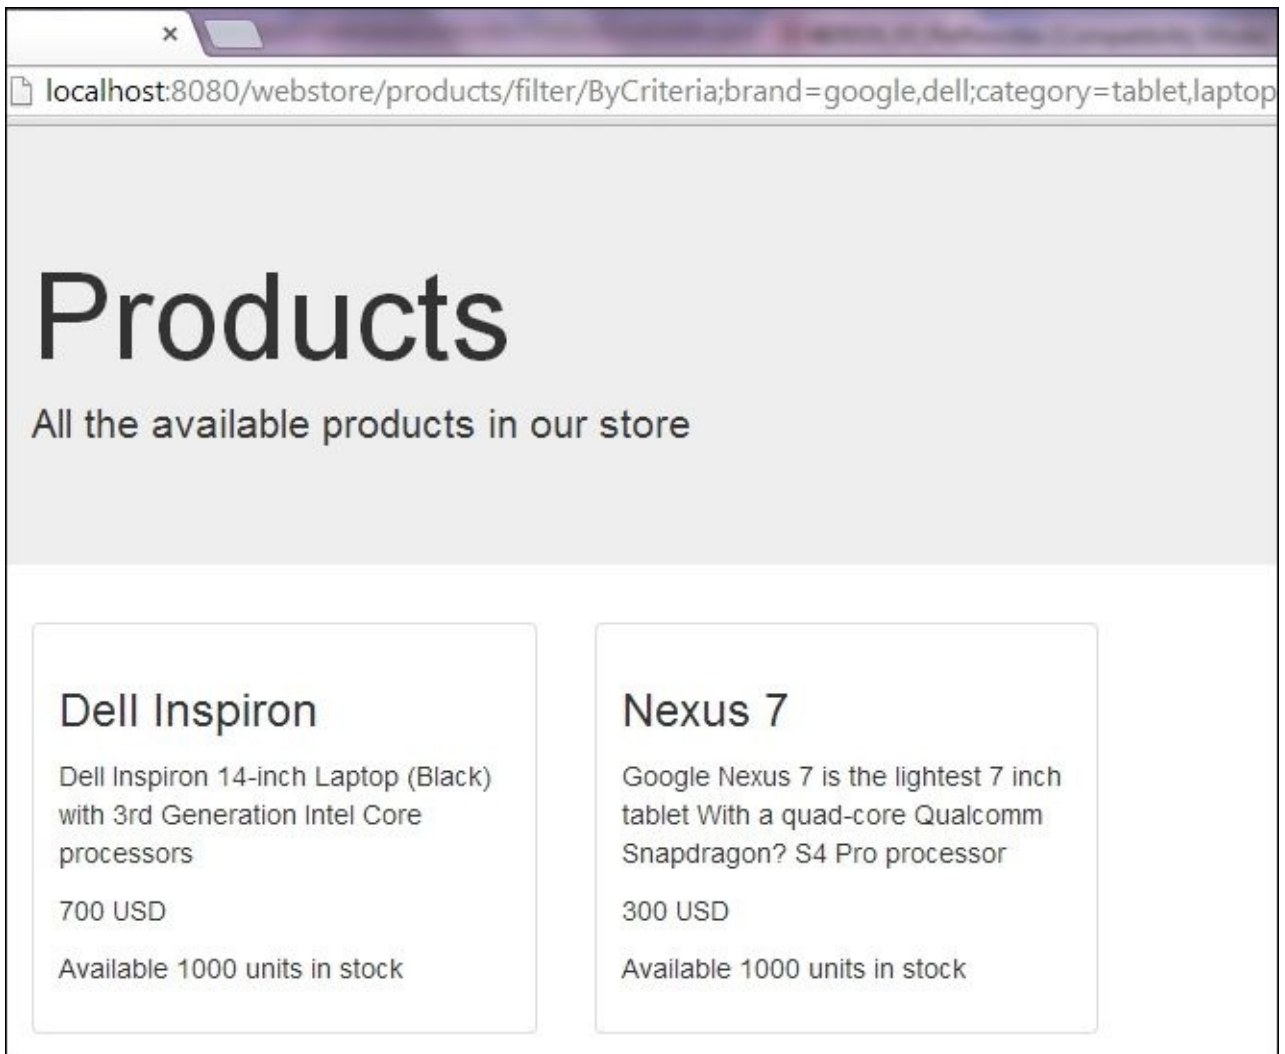 localhost:8080/webstore/products/filter/ByCriteria;brand=google,dell;category=tablet,laptop
Products
All the available products in our store
Dell Inspiron
Dell Inspiron 14-inch Laptop (Black)
with 3rd Generation Intel Core
processors
700 USD
Available 1000 units in stock
Nexus 7
Google Nexus 7 is the lightest 7 inch
tablet With a quad-core Qualcomm
Snapdragon? S4 Pro processor
300 USD
Available 1000 units in stock